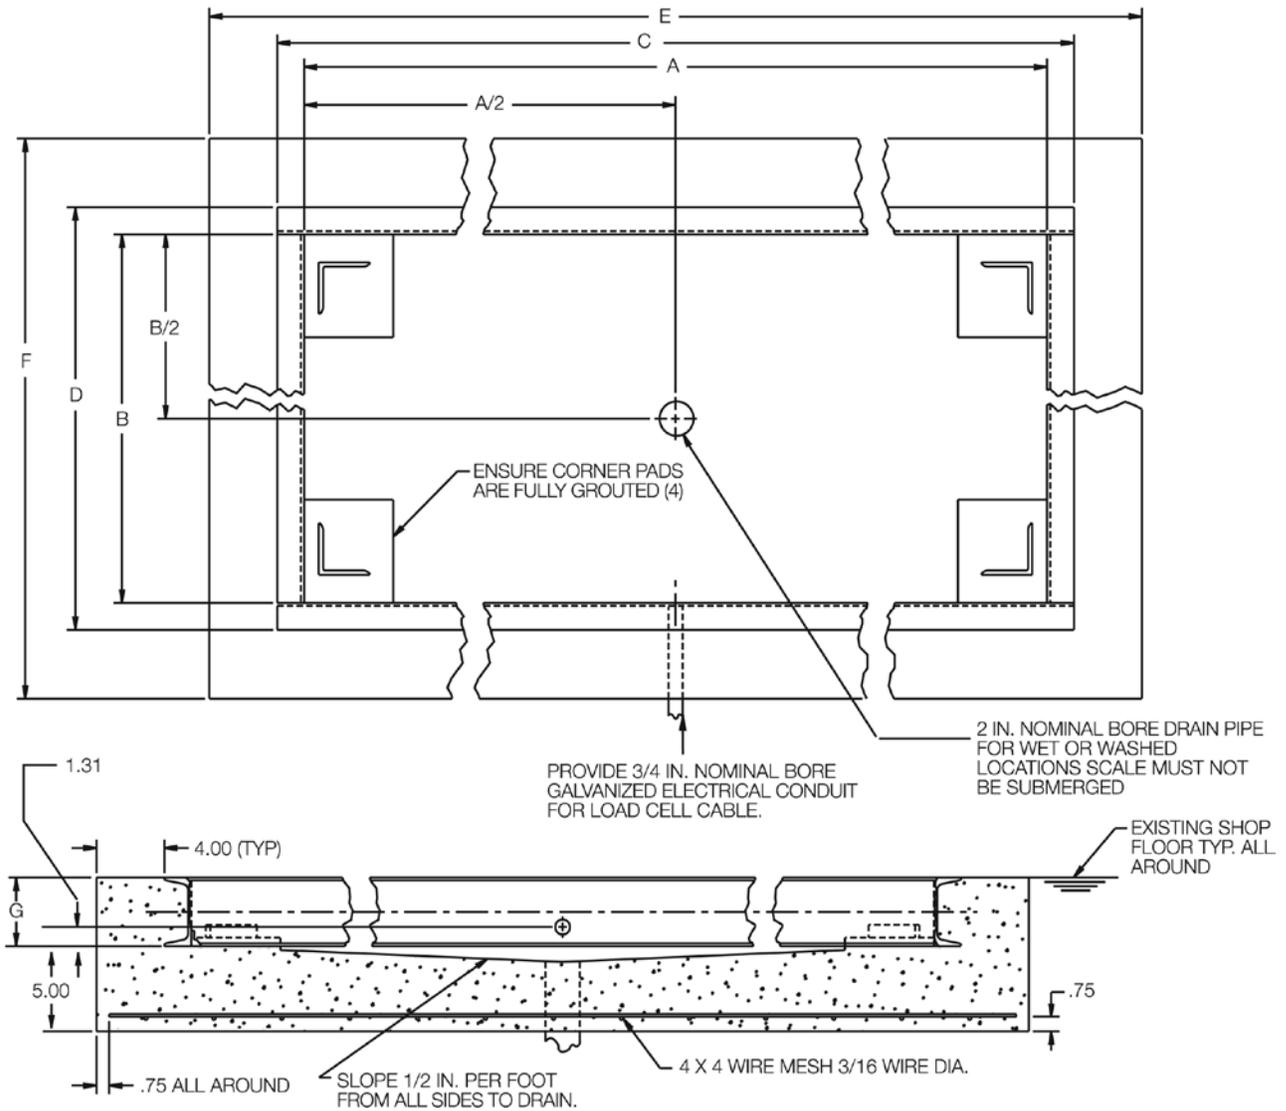 E
C
A
A/2
B/2
F
D
B
ENSURE CORNER PADS
ARE FULLY GROUTED (4)
2 IN. NOMINAL BORE DRAIN PIPE
FOR WET OR WASHED
LOCATIONS SCALE MUST NOT
BE SUBMERGED
PROVIDE 3/4 IN. NOMINAL BORE
GALVANIZED ELECTRICAL CONDUIT
FOR LOAD CELL CABLE.
1.31
4.00 (TYP)
EXISTING SHOP
FLOOR TYP. ALL
AROUND
G
5.00
.75
4 X 4 WIRE MESH 3/16 WIRE DIA.
.75 ALL AROUND
SLOPE 1/2 IN. PER FOOT
FROM ALL SIDES TO DRAIN.